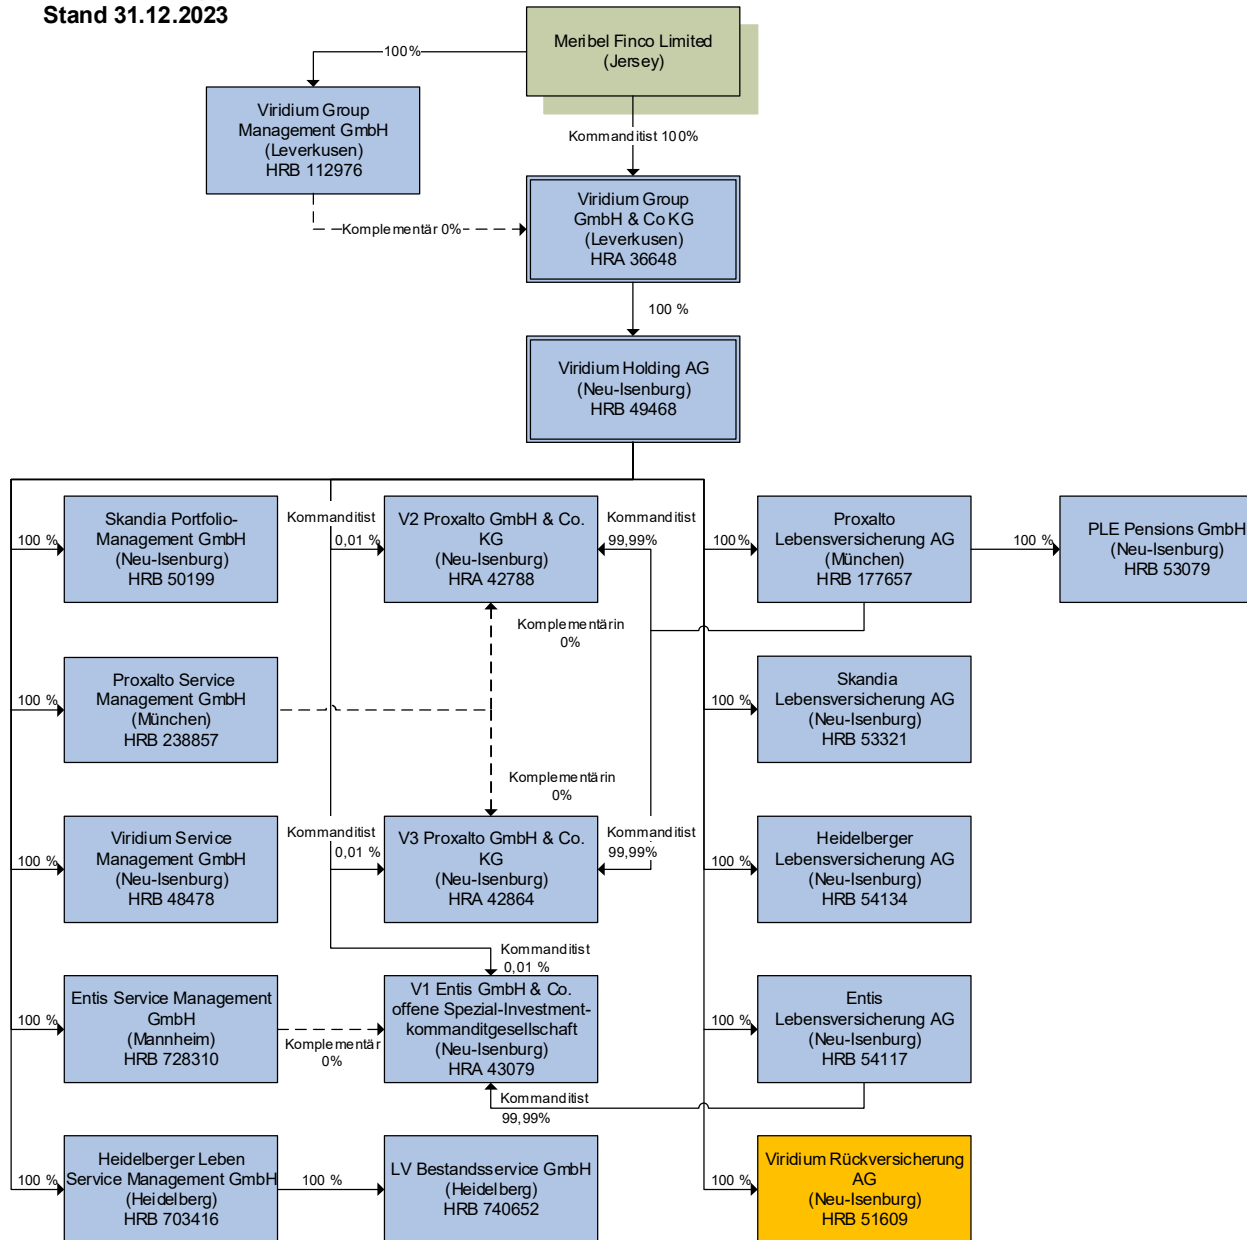 Stand 31.12.2023
Meribel Finco Limited
(Jersey)
100%
Viridium Group
Management GmbH
(Leverkusen)
HRB 112976
Kommanditist 100%
Komplementär 0%
Viridium Group
GmbH & Co KG
(Leverkusen)
HRA 36648
100 %
Viridium Holding AG
(Neu-Isenburg)
HRB 49468
100 %
Skandia Portfolio-
Management GmbH
(Neu-Isenburg)
HRB 50199
Kommanditist
0,01 %
V2 Proxalto GmbH & Co.
KG
(Neu-Isenburg)
HRA 42788
Kommanditist
99,99%
100 %
Proxalto
Lebensversicherung AG
(München)
HRB 177657
100 %
PLE Pensions GmbH
(Neu-Isenburg)
HRB 53079
Komplementärin
0%
100 %
Proxalto Service
Management GmbH
(München)
HRB 238857
100 %
Skandia
Lebensversicherung AG
(Neu-Isenburg)
HRB 53321
Komplementärin
0%
100 %
Viridium Service
Management GmbH
(Neu-Isenburg)
HRB 48478
Kommanditist
0,01 %
V3 Proxalto GmbH & Co.
KG
(Neu-Isenburg)
HRA 42864
Kommanditist
99,99%
100 %
Heidelberger
Lebensversicherung AG
(Neu-Isenburg)
HRB 54134
Kommanditist
0,01 %
100 %
Entis Service Management
GmbH
(Mannheim)
HRB 728310
Komplementär
0%
V1 Entis GmbH & Co.
offene Spezial-Investment-
kommanditgesellschaft
(Neu-Isenburg)
HRA 43079
100 %
Entis
Lebensversicherung AG
(Neu-Isenburg)
HRB 54117
Kommanditist
99,99%
100 %
Heidelberger Leben
Service Management GmbH
(Heidelberg)
HRB 703416
100 %
LV Bestandsservice GmbH
(Heidelberg)
HRB 740652
100 %
Viridium Rückversicherung
AG
(Neu-Isenburg)
HRB 51609